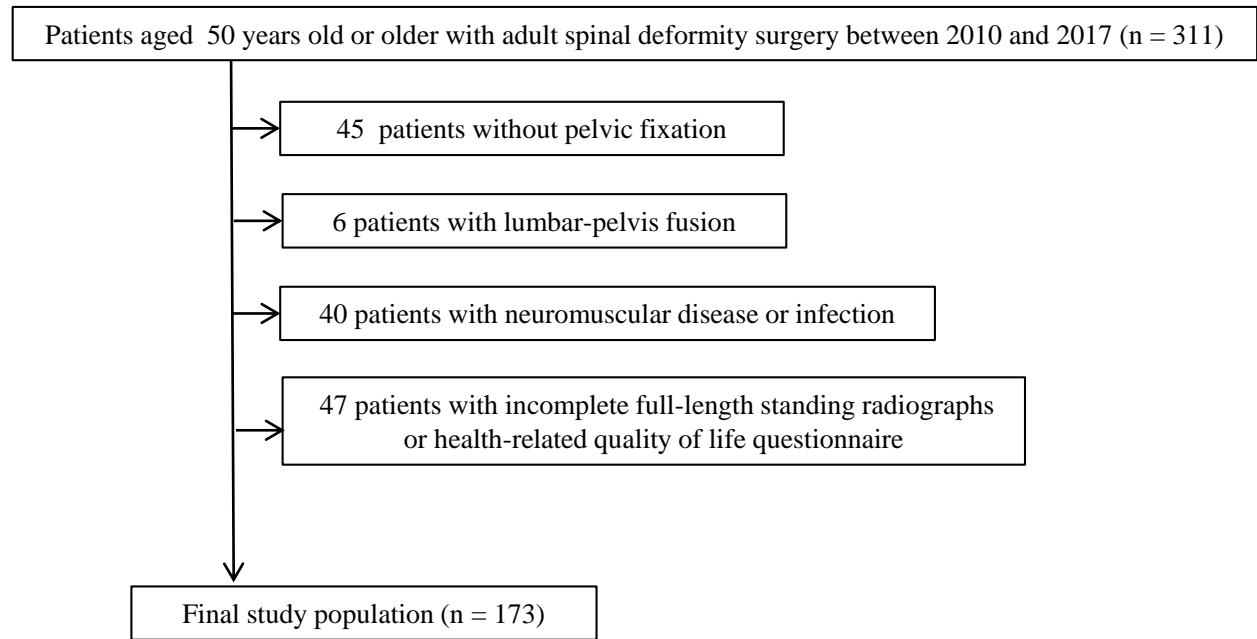 Patients aged  50 years old or older with adult spinal deformity surgery between 2010 and 2017 (n = 311)
45  patients without pelvic fixation
6 patients with lumbar-pelvis fusion
40 patients with neuromuscular disease or infection
47 patients with incomplete full-length standing radiographs
or health-related quality of life questionnaire
Final study population (n = 173)